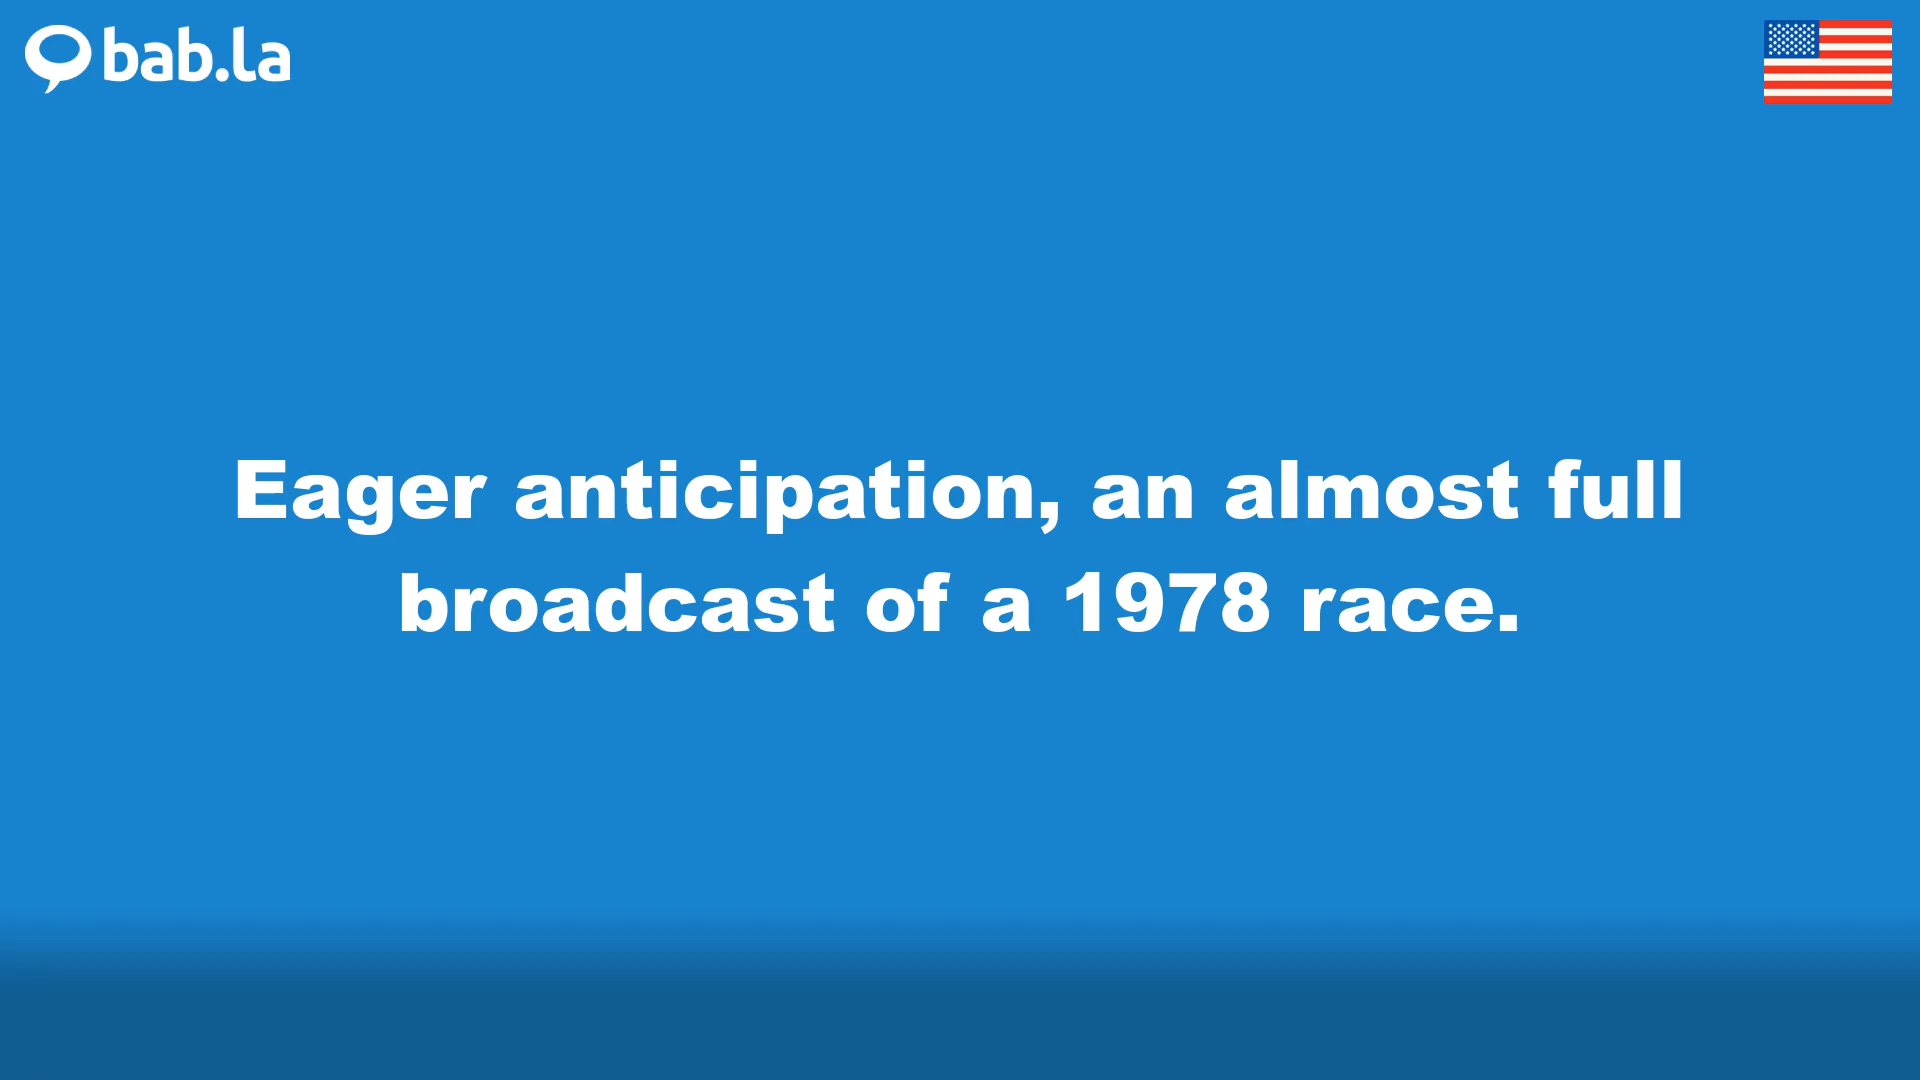 bab.la
Eager anticipation, an almost full
broadcast of a 1978 race.